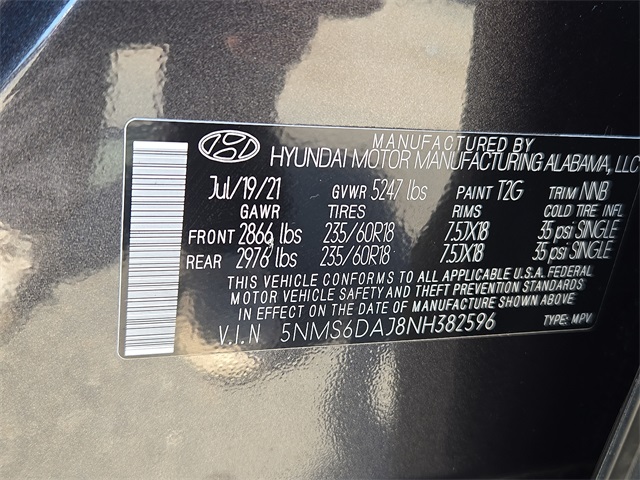 MANUFACTURED BY
HYUNDAI MOTOR MANUFACTURING ALABAMA, LLC
Jul/19/21 GVWR 5247 lbs PAINT T2G TRIM NNB
GAWR TIRES RIMS COLD TIRE INFL
FRONT 2866 lbs 235/60R18 7.5JX18 35 psi SINGLE
REAR 2976 lbs 235/60R18 7.5JX18 35 psi SINGLE
THIS VEHICLE CONFORMS TO ALL APPLICABLE U.S.A. FEDERAL
MOTOR VEHICLE SAFETY AND THEFT PREVENTION STANDARDS
IN EFFECT ON THE DATE OF MANUFACTURE SHOWN ABOVE
V.I.N 5NMS6DAJ8NH382596 TYPE: MPV